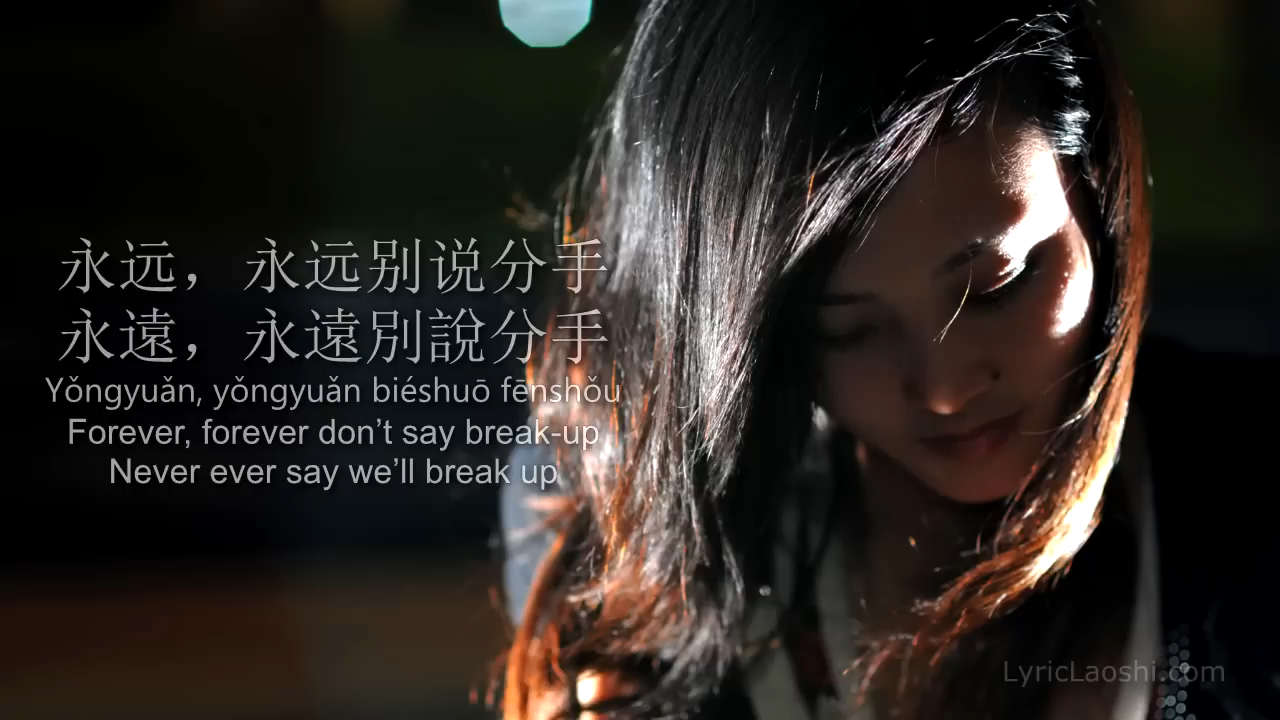 永远，永远别说分手
永遠，永遠別說分手
Yǒngyuǎn, yǒngyuǎn biéshuō fēnshǒu
Forever, forever don’t say break-up
Never ever say we’ll break up
LyricLaoshi.com